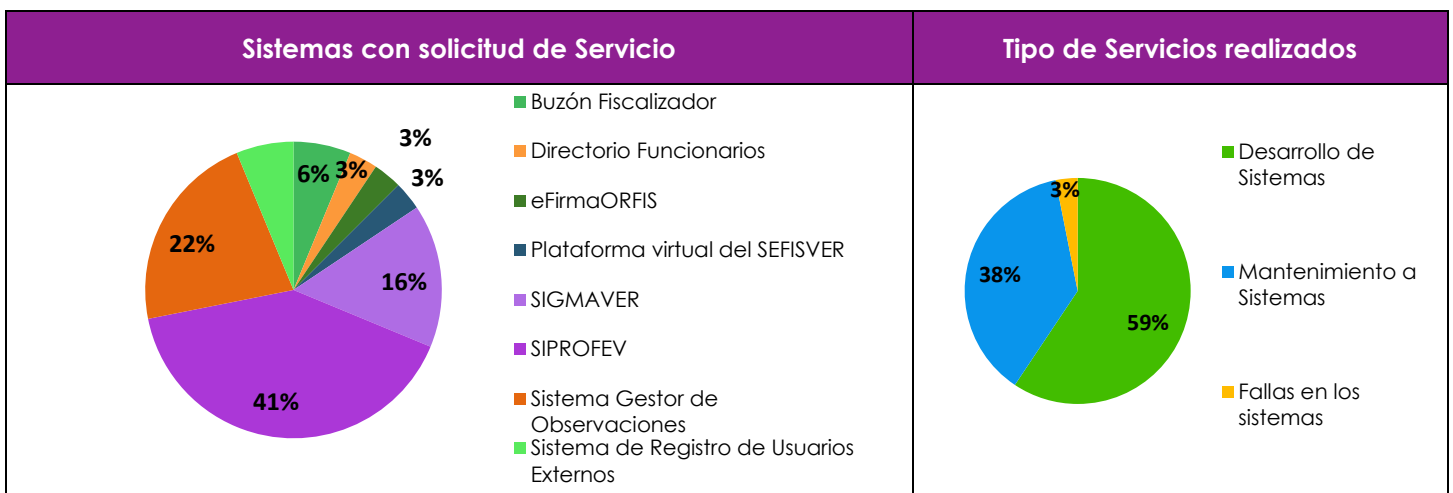 Sistemas con solicitud de Servicio
Tipo de Servicios realizados
Buzón Fiscalizador
Directorio Funcionarios
eFirmaORFIS
Plataforma virtual del SEFISVER
SIGMAVER
SIPROFEV
Sistema Gestor de
Observaciones
Sistema de Registro de Usuarios
Externos
6%
3%
3%
3%
16%
41%
22%
Desarrollo de
Sistemas
Mantenimiento a
Sistemas
Fallas en los
sistemas
3%
38%
59%